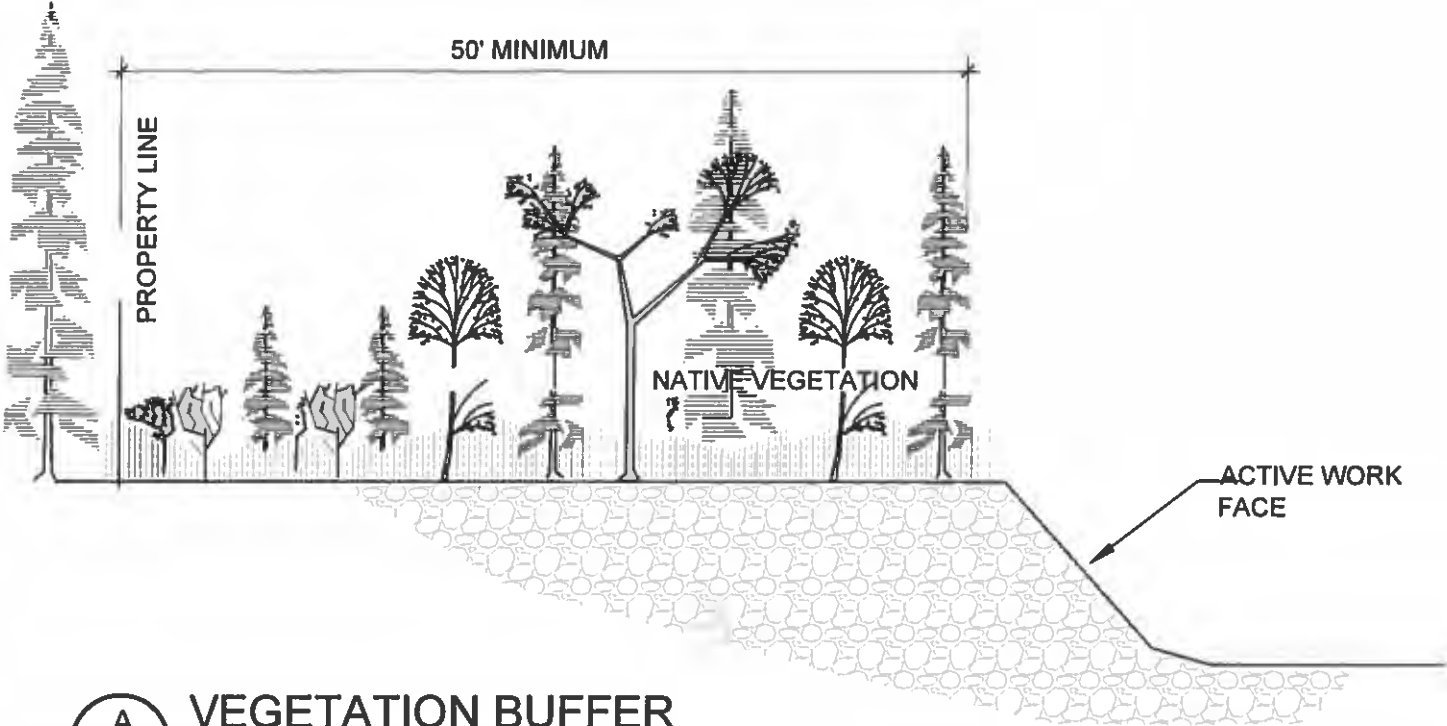 50' MINIMUM
PROPERTY LINE
NATIVE VEGETATION
ACTIVE WORK
FACE
A
VEGETATION BUFFER